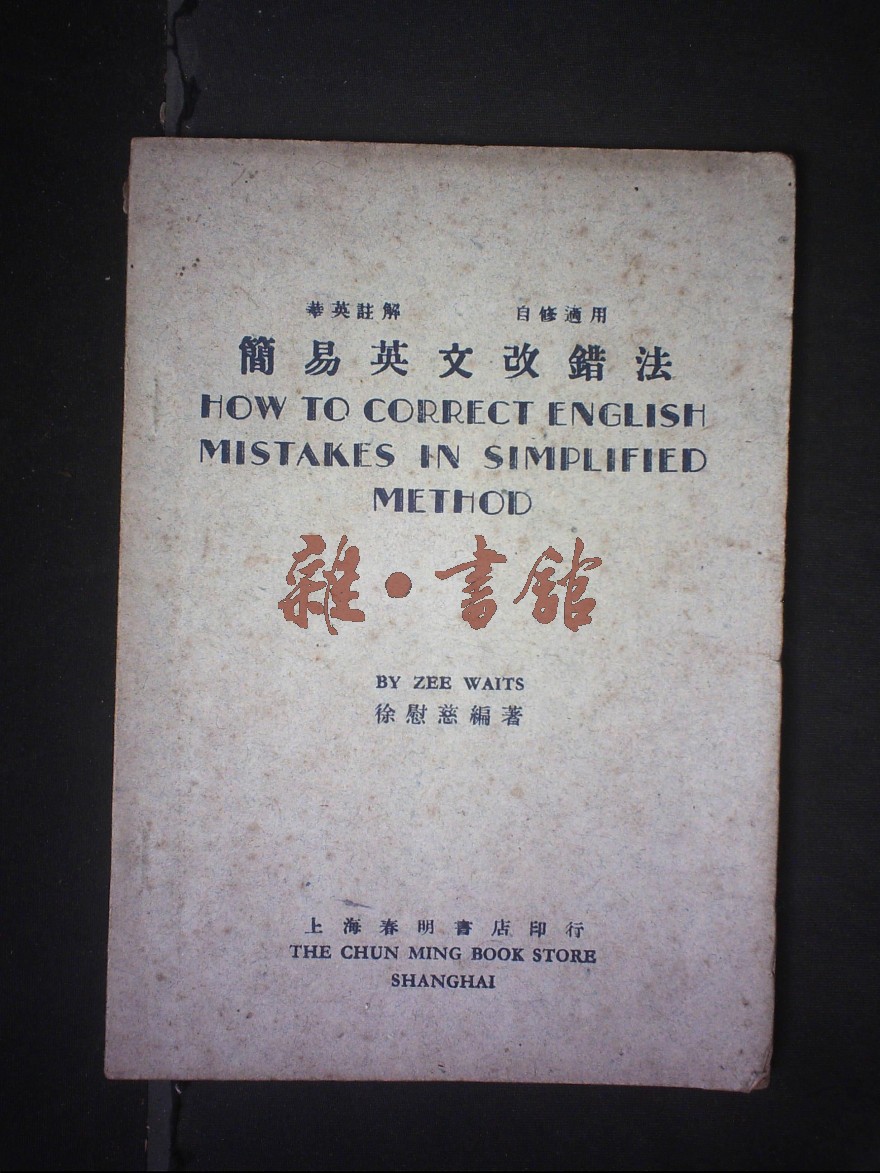 華英註解 自修適用
簡易英文改錯法
HOW TO CORRECT ENGLISH
MISTAKES IN SIMPLIFIED
METHOD
雜·書館
BY ZEE WAITS
徐慰慈編著
上海春明書店印行
THE CHUN MING BOOK STORE
SHANGHAI